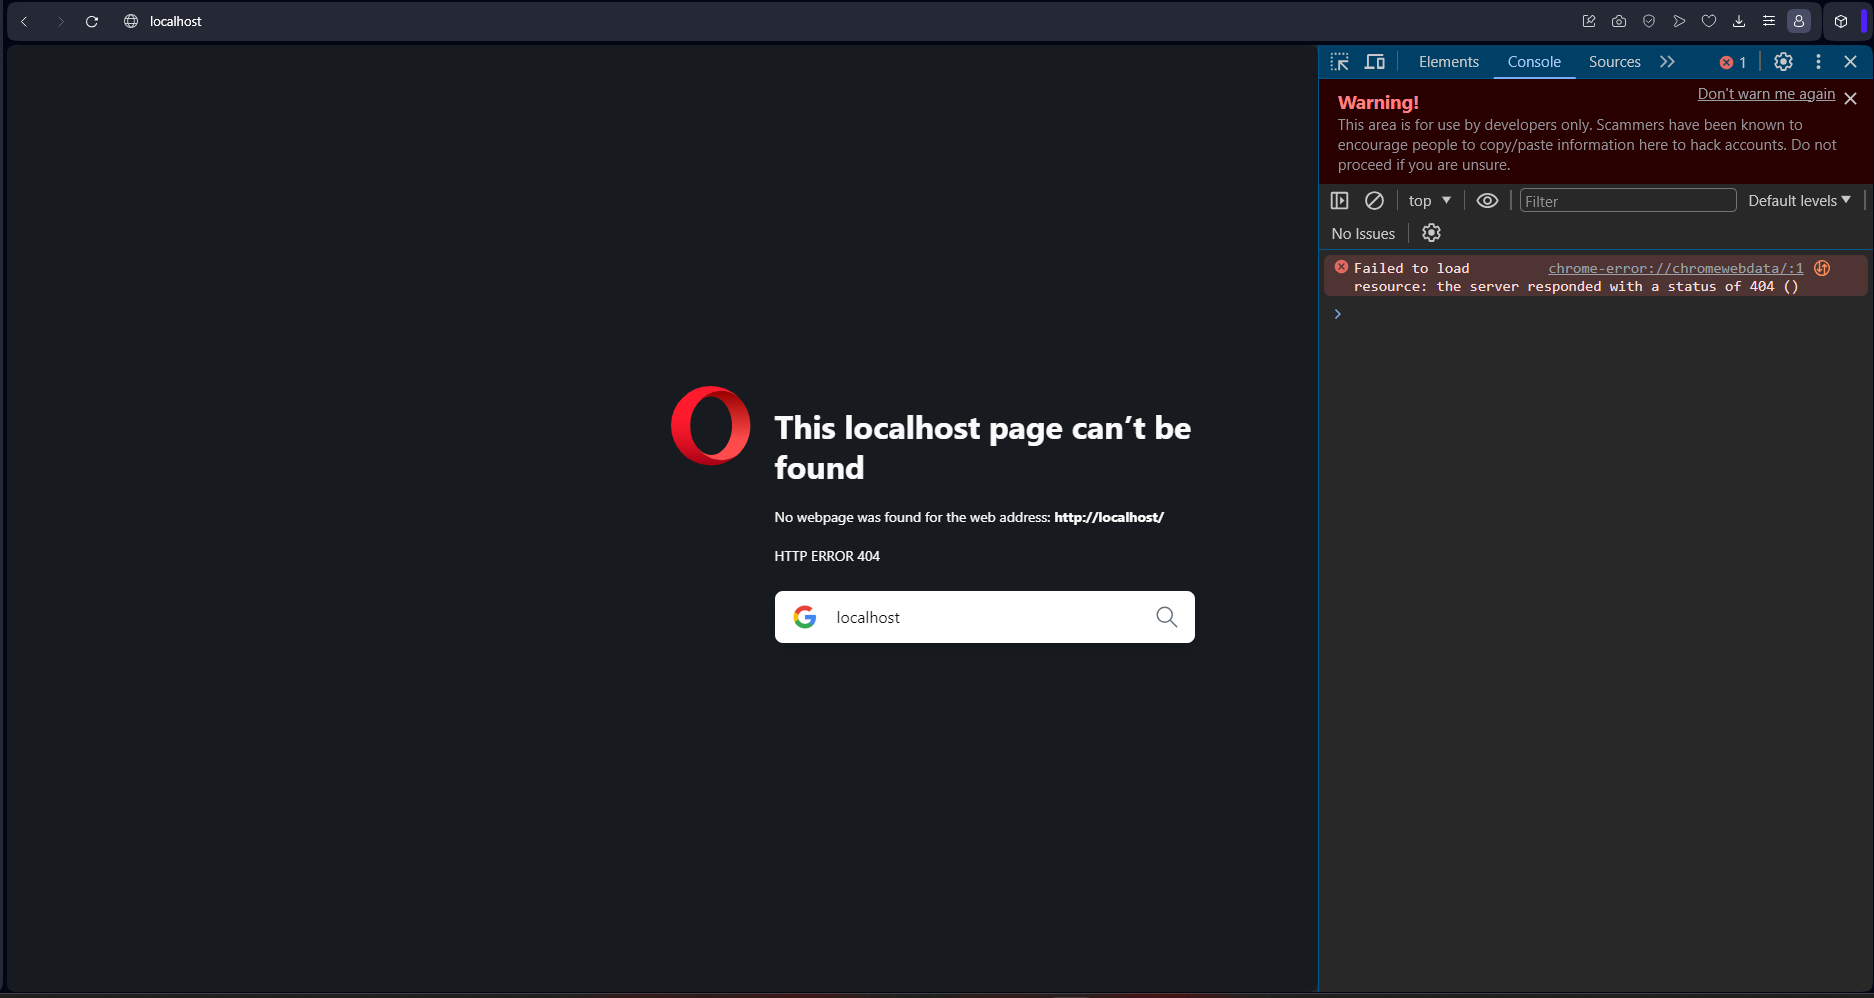 localhost
This localhost page can’t be
found
No webpage was found for the web address: http://localhost/
HTTP ERROR 404
localhost
Elements Console Sources 1
Warning! Don't warn me again
This area is for use by developers only. Scammers have been known to
encourage people to copy/paste information here to hack accounts. Do not
proceed if you are unsure.
top Filter Default levels
No Issues
Failed to load chrome-error://chromewebdata/:1
resource: the server responded with a status of 404 ()